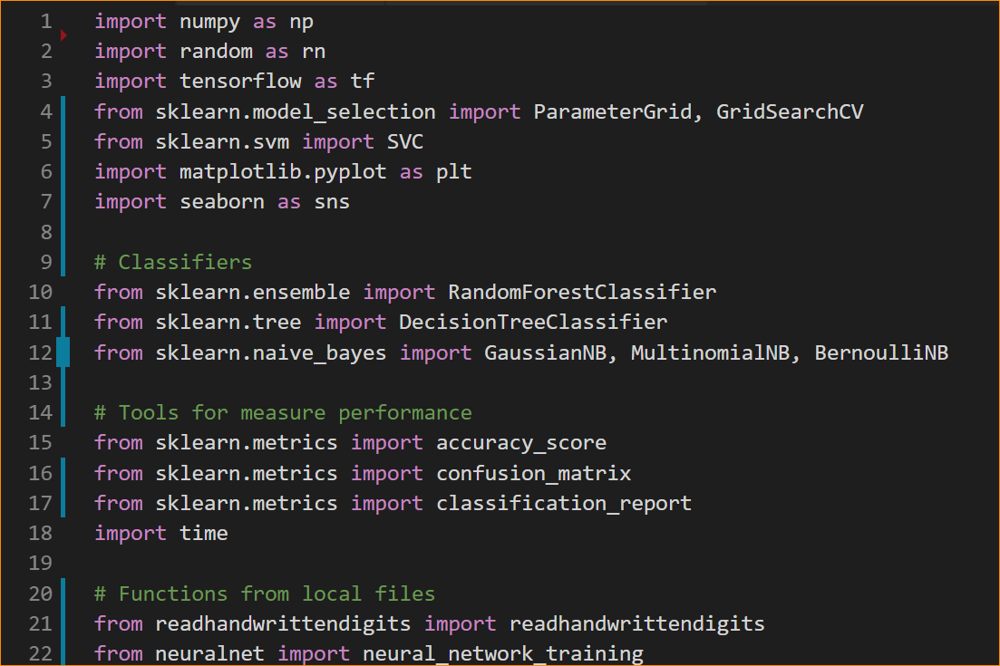 1 import numpy as np
2 import random as rn
3 import tensorflow as tf
4 from sklearn.model_selection import ParameterGrid, GridSearchCV
5 from sklearn.svm import SVC
6 import matplotlib.pyplot as plt
7 import seaborn as sns
8
9 # Classifiers
10 from sklearn.ensemble import RandomForestClassifier
11 from sklearn.tree import DecisionTreeClassifier
12 from sklearn.naive_bayes import GaussianNB, MultinomialNB, BernoulliNB
13
14 # Tools for measure performance
15 from sklearn.metrics import accuracy_score
16 from sklearn.metrics import confusion_matrix
17 from sklearn.metrics import classification_report
18 import time
19
20 # Functions from local files
21 from readhandwrittendigits import readhandwrittendigits
22 from neuralnet import neural_network_training